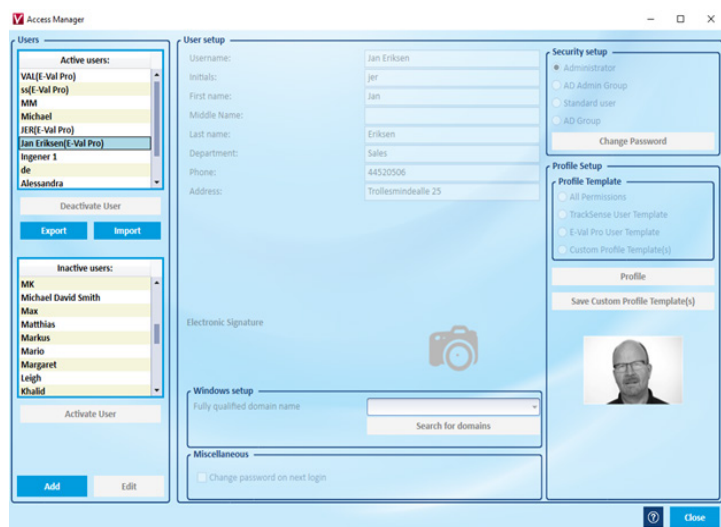 Access Manager
Users
Active users:
VAL(E-Val Pro)
ss(E-Val Pro)
MM
Michael
JER(E-Val Pro)
Jan Eriksen(E-Val Pro)
Ingener 1
de
Alessandra
Deactivate User
Export
Import
Inactive users:
MK
Michael David Smith
Max
Matthias
Markus
Mario
Margaret
Leigh
Khalid
Activate User
Add
Edit
User setup
Username:
Jan Eriksen
Initials:
jer
First name:
Jan
Middle Name:
Last name:
Eriksen
Department:
Sales
Phone:
44520506
Address:
Trollesmindealle 25
Electronic Signature
Windows setup
Fully qualified domain name
Search for domains
Miscellaneous
Change password on next login
Security setup
Administrator
AD Admin Group
Standard user
AD Group
Change Password
Profile Setup
Profile Template
All Permissions
TrackSense User Template
E-Val Pro User Template
Custom Profile Template(s)
Profile
Save Custom Profile Template(s)
?
Close